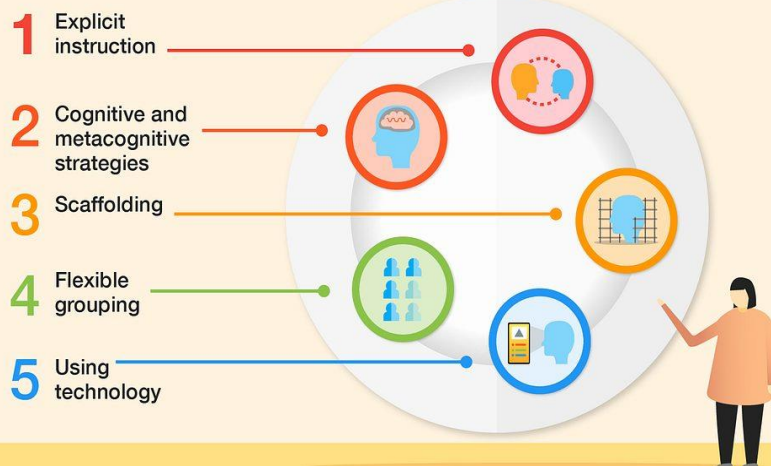 1 Explicit
instruction
2 Cognitive and
metacognitive
strategies
3 Scaffolding
4 Flexible
grouping
5 Using
technology